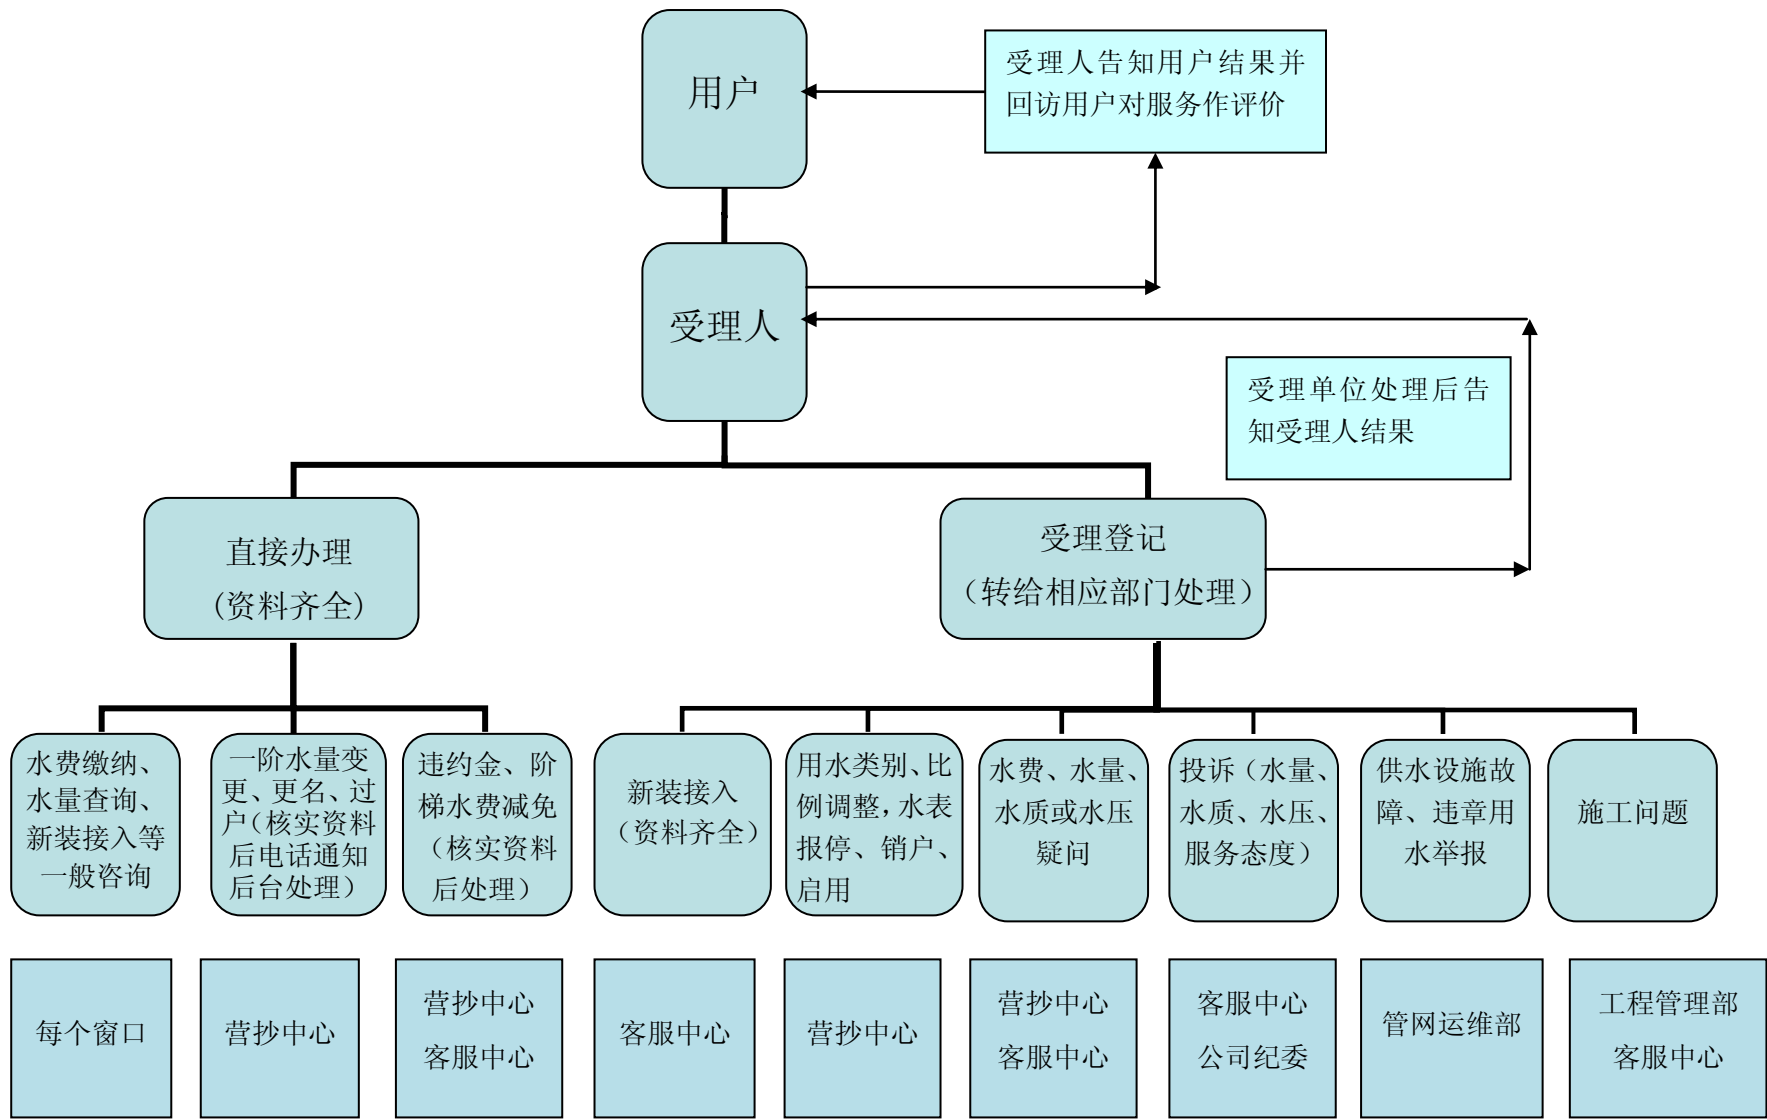 用户
受理人告知用户结果并
回访用户对服务作评价
受理人
受理单位处理后告
知受理人结果
直接办理
(资料齐全)
受理登记
（转给相应部门处理）
水费缴纳、
水量查询、
新装接入等
一般咨询
一阶水量变
更、更名、过
户（核实资料
后电话通知
后台处理）
违约金、阶
梯水费减免
（核实资料
后处理）
新装接入
（资料齐全）
用水类别、比
例调整，水表
报停、销户、
启用
水费、水量、
水质或水压
疑问
投诉（水量、
水质、水压、
服务态度）
供水设施故
障、违章用
水举报
施工问题
每个窗口
营抄中心
营抄中心
客服中心
客服中心
营抄中心
营抄中心
客服中心
客服中心
公司纪委
管网运维部
工程管理部
客服中心